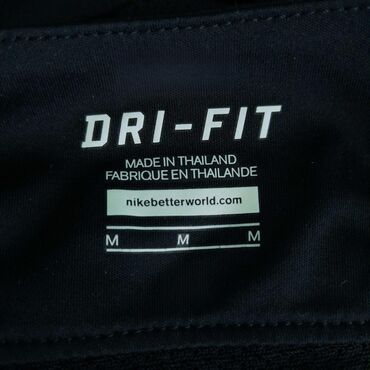 DRI-FIT
MADE IN THAILAND
FABRIQUE EN THAILANDE
nikebetterworld.com
M M M